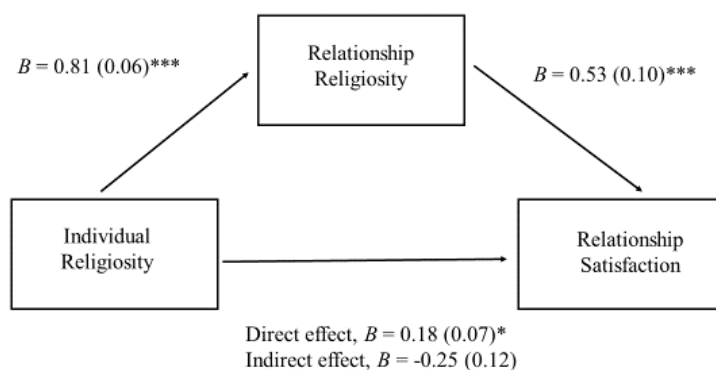 Relationship
Religiosity
B = 0.81 (0.06)***
B = 0.53 (0.10)***
Individual
Religiosity
Relationship
Satisfaction
Direct effect, B = 0.18 (0.07)*
Indirect effect, B = -0.25 (0.12)